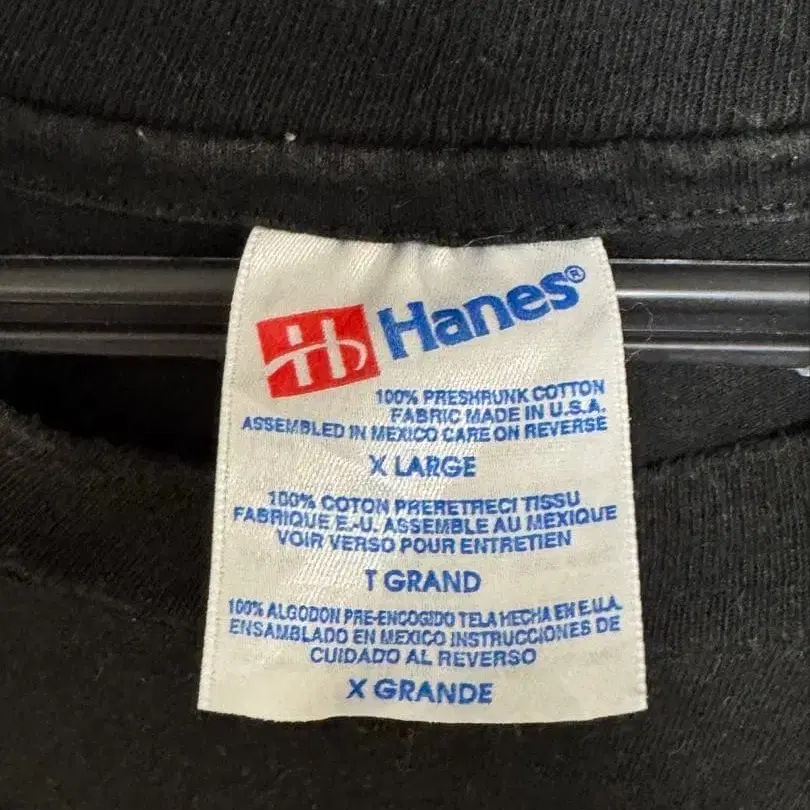 Hanes®
100% PRESHRUNK COTTON
FABRIC MADE IN U.S.A.
ASSEMBLED IN MEXICO CARE ON REVERSE
X LARGE
100% COTON PRERETRECI TISSU
FABRIQUE E.-U. ASSEMBLE AU MEXIQUE
VOIR VERSO POUR ENTRETIEN
T GRAND
100% ALGODON PRE-ENCOGIDO TELA HECHA EN E.U.A.
ENSAMBLADO EN MEXICO INSTRUCCIONES DE
CUIDADO AL REVERSO
X GRANDE